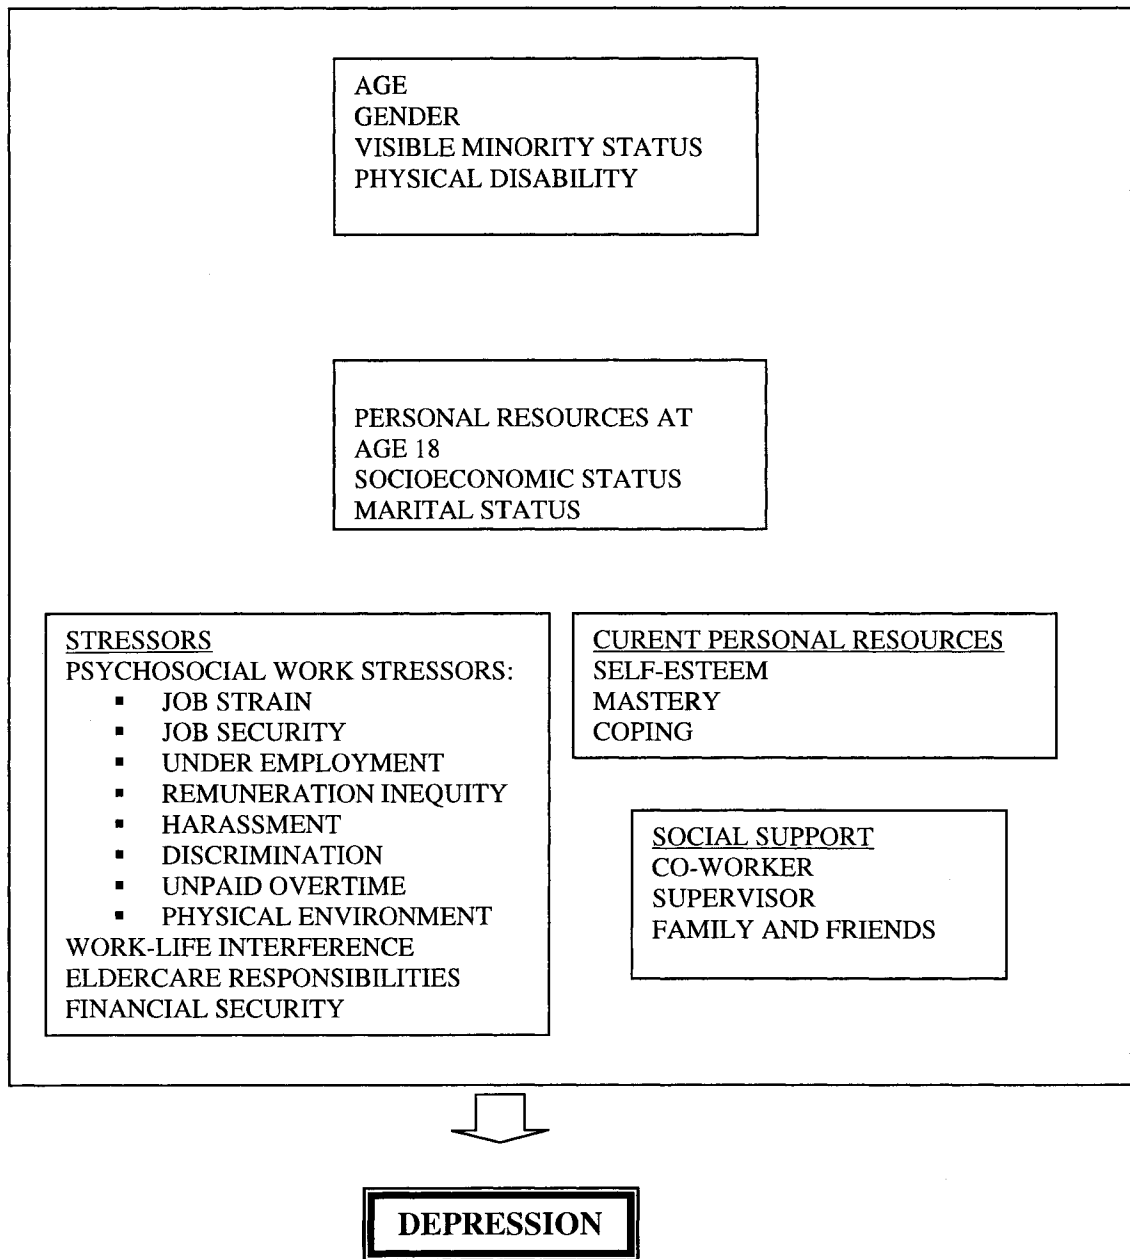 AGE
GENDER
VISIBLE MINORITY STATUS
PHYSICAL DISABILITY
PERSONAL RESOURCES AT
AGE 18
SOCIOECONOMIC STATUS
MARITAL STATUS
STRESSORS
PSYCHOSOCIAL WORK STRESSORS:
▪ JOB STRAIN
▪ JOB SECURITY
▪ UNDER EMPLOYMENT
▪ REMUNERATION INEQUITY
▪ HARASSMENT
▪ DISCRIMINATION
▪ UNPAID OVERTIME
▪ PHYSICAL ENVIRONMENT
WORK-LIFE INTERFERENCE
ELDERCARE RESPONSIBILITIES
FINANCIAL SECURITY
CURENT PERSONAL RESOURCES
SELF-ESTEEM
MASTERY
COPING
SOCIAL SUPPORT
CO-WORKER
SUPERVISOR
FAMILY AND FRIENDS
DEPRESSION